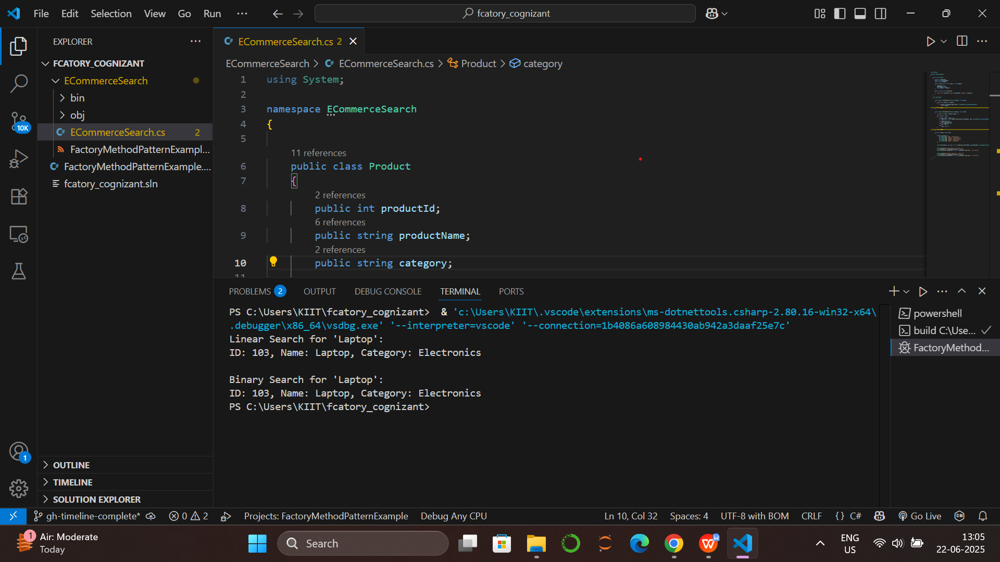 File Edit Selection View Go Run ···
fcatory_cognizant
EXPLORER
FCATORY_COGNIZANT
ECommerceSearch
bin
obj
ECommerceSearch.cs 2
FactoryMethodPatternExampl...
FactoryMethodPatternExample....
fcatory_cognizant.sln
10K
1
OUTLINE
TIMELINE
SOLUTION EXPLORER
ECommerceSearch.cs 2
ECommerceSearch > ECommerceSearch.cs > Product > category
1 using System;
2
3 namespace ECommerceSearch
4 {
5
11 references
6 public class Product
7 {
2 references
8 public int productId;
6 references
9 public string productName;
2 references
10 public string category;
11
PROBLEMS 2 OUTPUT DEBUG CONSOLE TERMINAL PORTS
PS C:\Users\KIIT\fcatory_cognizant> & 'c:\Users\KIIT\.vscode\extensions\ms-dotnettools.csharp-2.80.16-win32-x64\
.debugger\x86_64\vsdbg.exe' '--interpreter=vscode' '--connection=1b4086a608984430ab942a3daaf25e7c'
Linear Search for 'Laptop':
ID: 103, Name: Laptop, Category: Electronics
Binary Search for 'Laptop':
ID: 103, Name: Laptop, Category: Electronics
PS C:\Users\KIIT\fcatory_cognizant>
powershell
build C:\Use...
FactoryMethod...
gh-timeline-complete* 0 2 Projects: FactoryMethodPatternExample Debug Any CPU Ln 10, Col 32 Spaces: 4 UTF-8 with BOM CRLF {} C# Go Live
1
Air: Moderate
Today
Search
ENG
US
13:05
22-06-2025